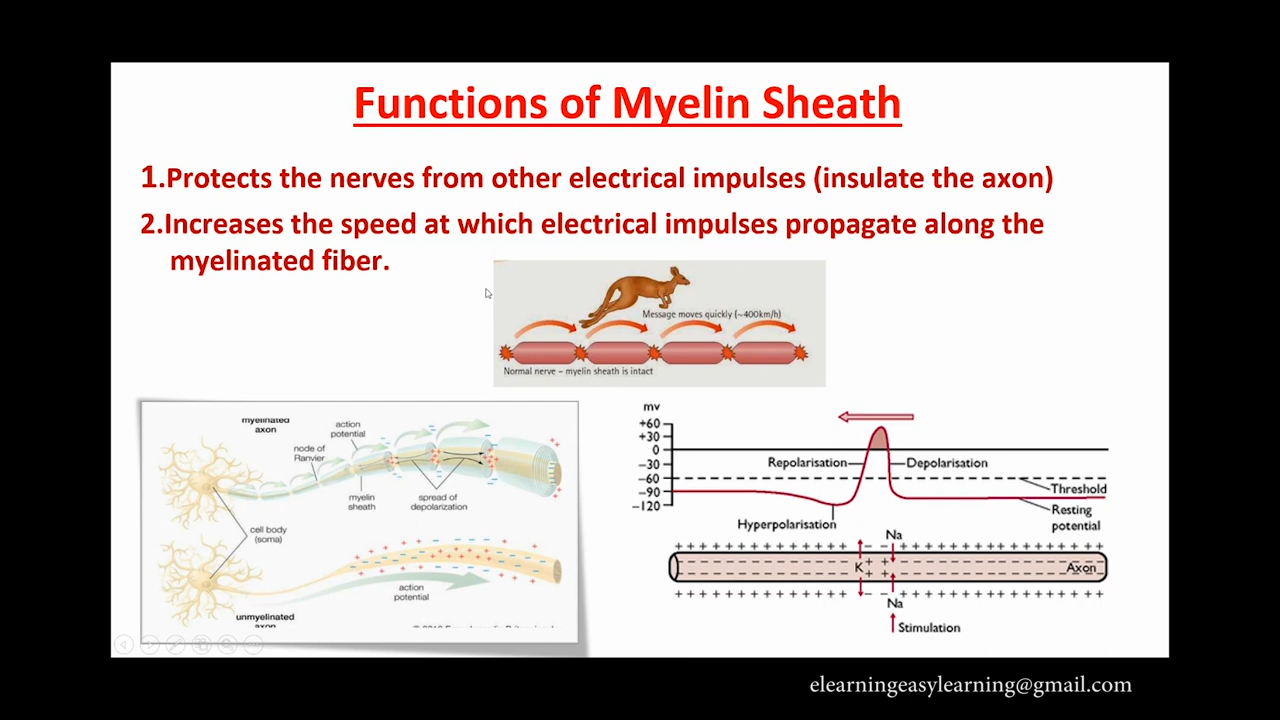 Functions of Myelin Sheath
1.Protects the nerves from other electrical impulses (insulate the axon)
2.Increases the speed at which electrical impulses propagate along the
myelinated fiber.
Message moves quickly (~400km/h)
Normal nerve – myelin sheath is intact
myelinated
axon
action
potential
node of
Ranvier
myelin
sheath
spread of
depolarization
cell body
(soma)
action
potential
unmyelinated
axon
mv
+60
+30
0
−30
−60
−90
−120
Repolarisation
Depolarisation
Threshold
Resting
potential
Hyperpolarisation
Na
K
Axon
Na
Stimulation
elearningeasylearning@gmail.com